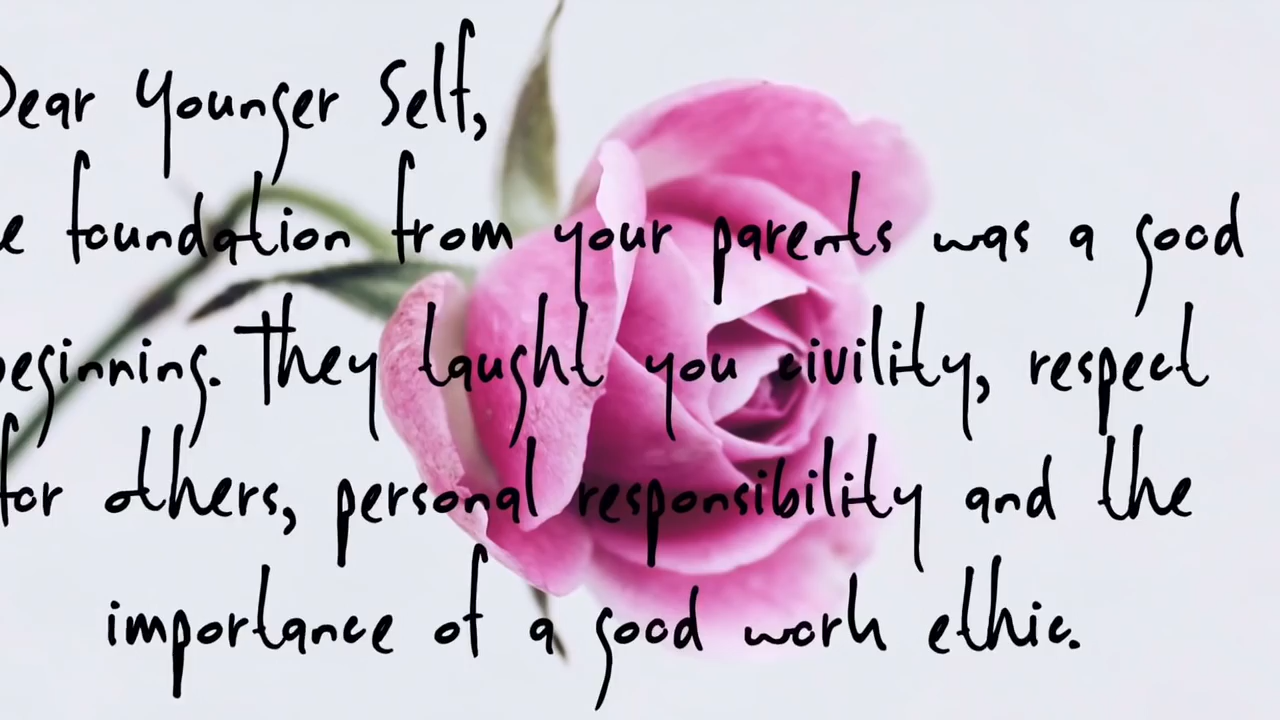 Dear Younger Self,
e foundation from your parents was a good
beginning. They taught you civility, respect
for others, personal responsibility and the
importance of a good work ethic.